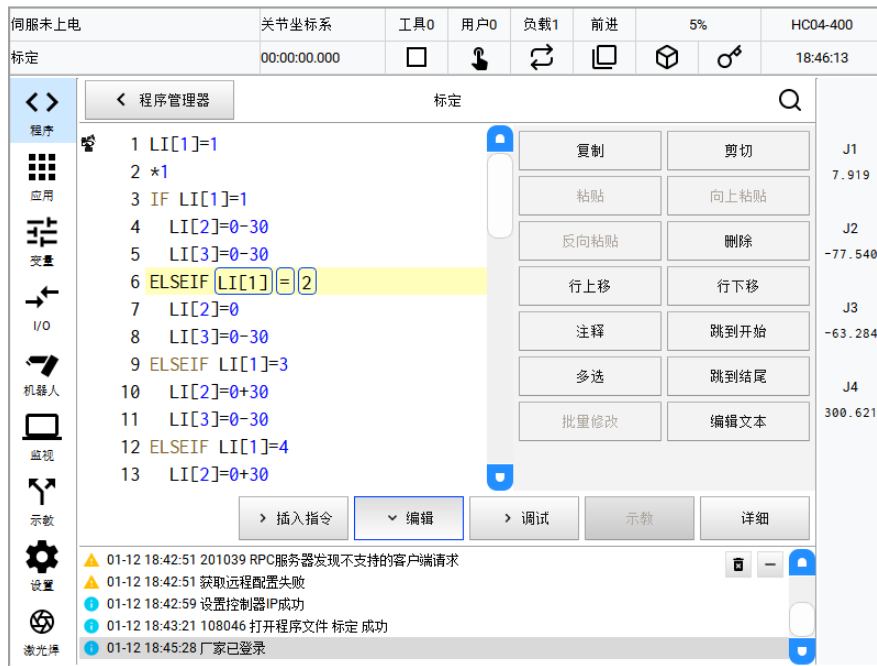 伺服未上电 关节坐标系 工具0 用户0 负载1 前进 5% HC04-400
标定 00:00:00.000 18:46:13
程序管理器 标定
程序
应用
变量
I/O
机器人
监视
示教
设置
激光焊
1 LI[1]=1
2 *1
3 IF LI[1]=1
4 LI[2]=0-30
5 LI[3]=0-30
6 ELSEIF LI[1] = 2
7 LI[2]=0
8 LI[3]=0-30
9 ELSEIF LI[1]=3
10 LI[2]=0+30
11 LI[3]=0-30
12 ELSEIF LI[1]=4
13 LI[2]=0+30
复制 剪切
粘贴 向上粘贴
反向粘贴 删除
行上移 行下移
注释 跳到开始
多选 跳到结尾
批量修改 编辑文本
J1
7.919
J2
-77.540
J3
-63.284
J4
300.621
插入指令 编辑 调试 示教 详细
01-12 18:42:51 201039 RPC服务器发现不支持的客户端请求
01-12 18:42:51 获取远程配置失败
01-12 18:42:59 设置控制器IP成功
01-12 18:43:21 108046 打开程序文件 标定 成功
01-12 18:45:28 厂家已登录